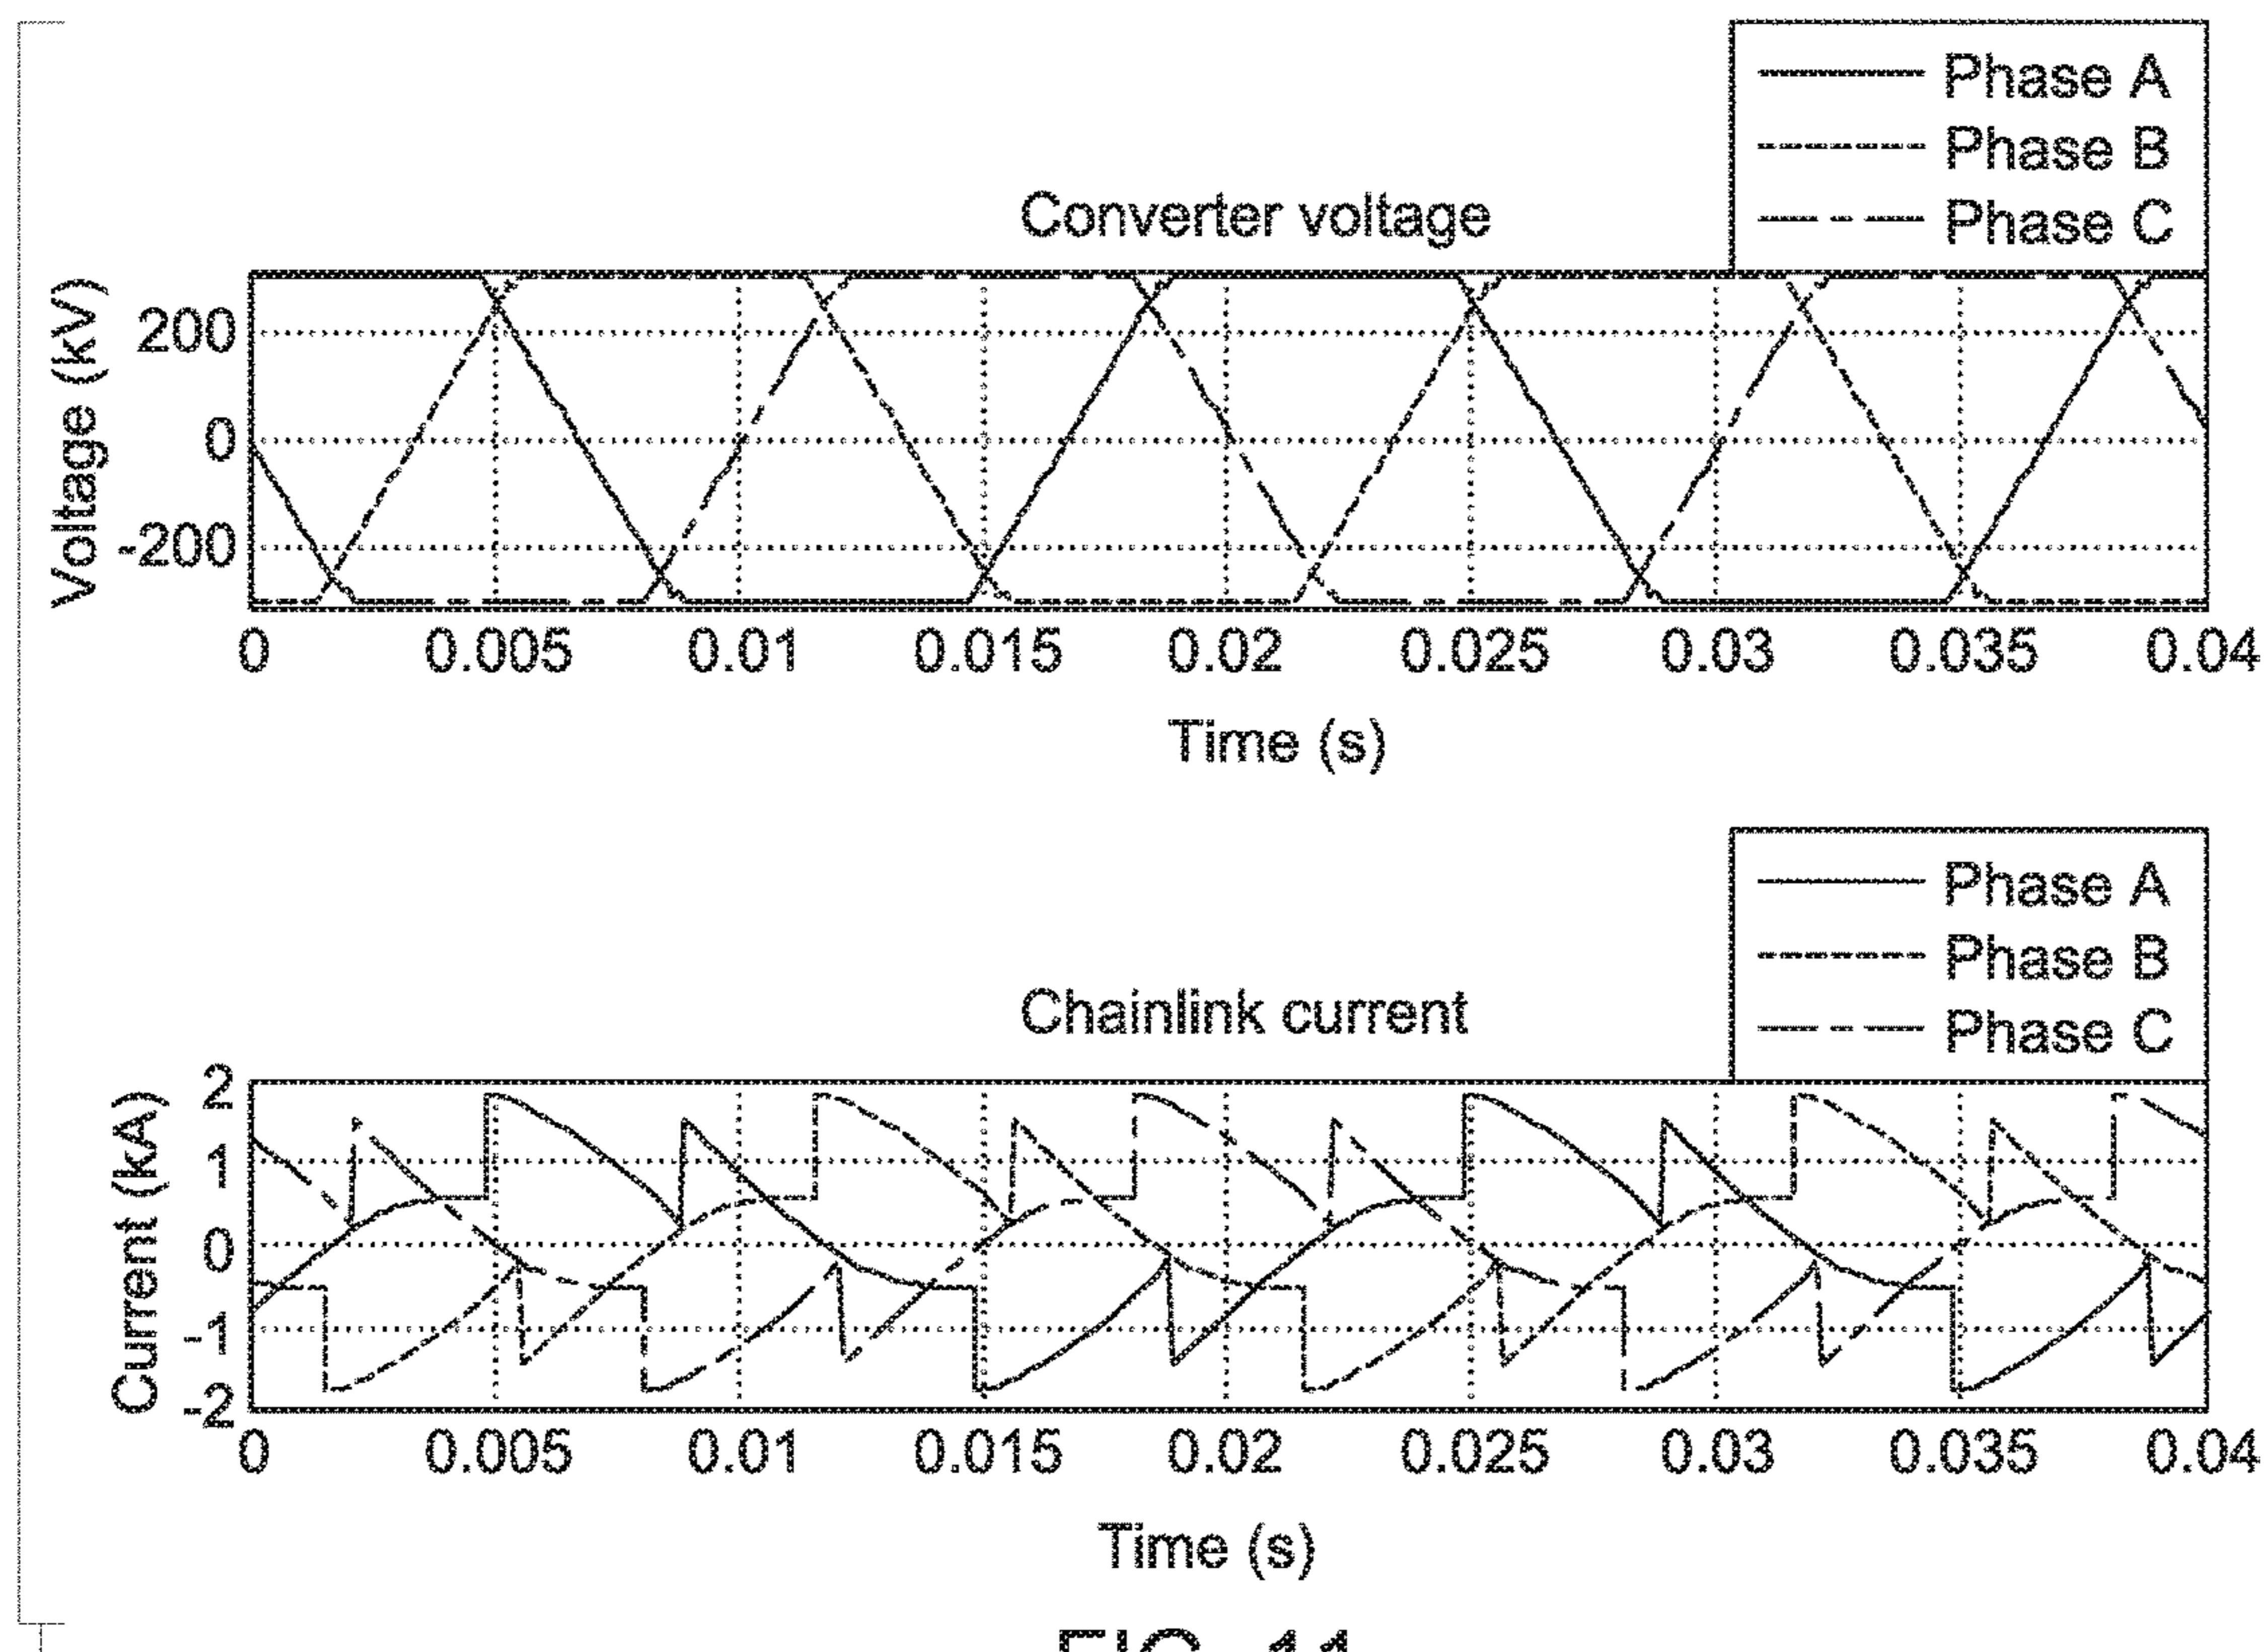 Phase A
Phase B
Phase C
Converter voltage
Voltage (kV)
200
0
-200
0 0.005 0.01 0.015 0.02 0.025 0.03 0.035 0.04
Time (s)
Phase A
Phase B
Phase C
Chainlink current
Current (kA)
2
1
0
-1
-2
0 0.005 0.01 0.015 0.02 0.025 0.03 0.035 0.04
Time (s)
FIG. 11